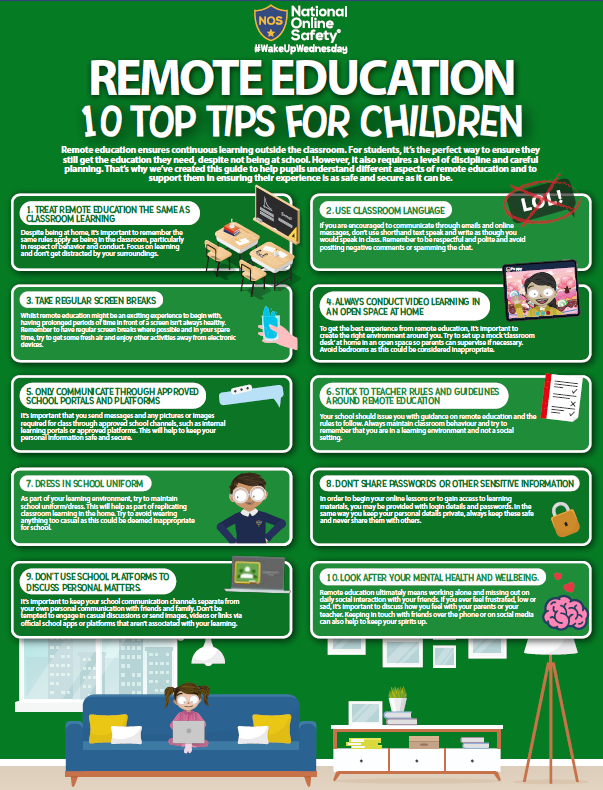 NOS
National
Online
Safety®
#WakeUpWednesday
REMOTE EDUCATION
10 TOP TIPS FOR CHILDREN
Remote education ensures continuous learning outside the classroom. For students, it's the perfect way to ensure they
still get the education they need, despite not being at school. However, it also requires a level of discipline and careful
planning. That's why we've created this guide to help pupils understand different aspects of remote education and to
support them in ensuring their experience is as safe and secure as it can be.
1. TREAT REMOTE EDUCATION THE SAME AS
CLASSROOM LEARNING
Despite being at home, it's important to remember the
same rules apply as being in the classroom, particularly
in respect of behavior and conduct. Focus on learning
and don't get distracted by your surroundings.
2. USE CLASSROOM LANGUAGE
LOL!
If you are encouraged to communicate through emails and online
messages, don't use shorthand text speak and write as though you
would speak in class. Remember to be respectful and polite and avoid
positing negative comments or spamming the chat.
3. TAKE REGULAR SCREEN BREAKS
Whilst remote education might be an exciting experience to begin with,
having prolonged periods of time in front of a screen isn't always healthy.
Remember to have regular screen breaks where possible and in your spare
time, try to get some fresh air and enjoy other activities away from electronic
devices.
4. ALWAYS CONDUCT VIDEO LEARNING IN
AN OPEN SPACE AT HOME
To get the best experience from remote education, it's important to
create the right environment around you. Try to set up a mock 'classroom
desk' at home in an open space so parents can supervise if necessary.
Avoid bedrooms as this could be considered inappropriate.
5. ONLY COMMUNICATE THROUGH APPROVED
SCHOOL PORTALS AND PLATFORMS
It's important that you send messages and any pictures or images
required for class through approved school channels, such as internal
learning portals or approved platforms. This will help to keep your
personal information safe and secure.
6. STICK TO TEACHER RULES AND GUIDELINES
AROUND REMOTE EDUCATION
Your school should issue you with guidance on remote education and the
rules to follow. Always maintain classroom behaviour and try to
remember that you are in a learning environment and not a social
setting.
7. DRESS IN SCHOOL UNIFORM
As part of your learning environment, try to maintain
school uniform/dress. This will help as part of replicating
classroom learning in the home. Try to avoid wearing
anything too casual as this could be deemed inappropriate
for school.
8. DON'T SHARE PASSWORDS OR OTHER SENSITIVE INFORMATION
In order to begin your online lessons or to gain access to learning
materials, you may be provided with login details and passwords. In the
same way you keep your personal details private, always keep these safe
and never share them with others.
9. DON'T USE SCHOOL PLATFORMS TO
DISCUSS PERSONAL MATTERS.
It's important to keep your school communication channels separate from
your own personal communication with friends and family. Don't be
tempted to engage in casual discussions or send images, videos or links via
official school apps or platforms that aren't associated with your learning.
10. LOOK AFTER YOUR MENTAL HEALTH AND WELLBEING.
Remote education ultimately means working alone and missing out on
daily social interaction with your friends. If you ever feel frustrated, low or
sad, it's important to discuss how you feel with your parents or your
teacher. Keeping in touch with friends over the phone or on social media
can also help to keep your spirits up.